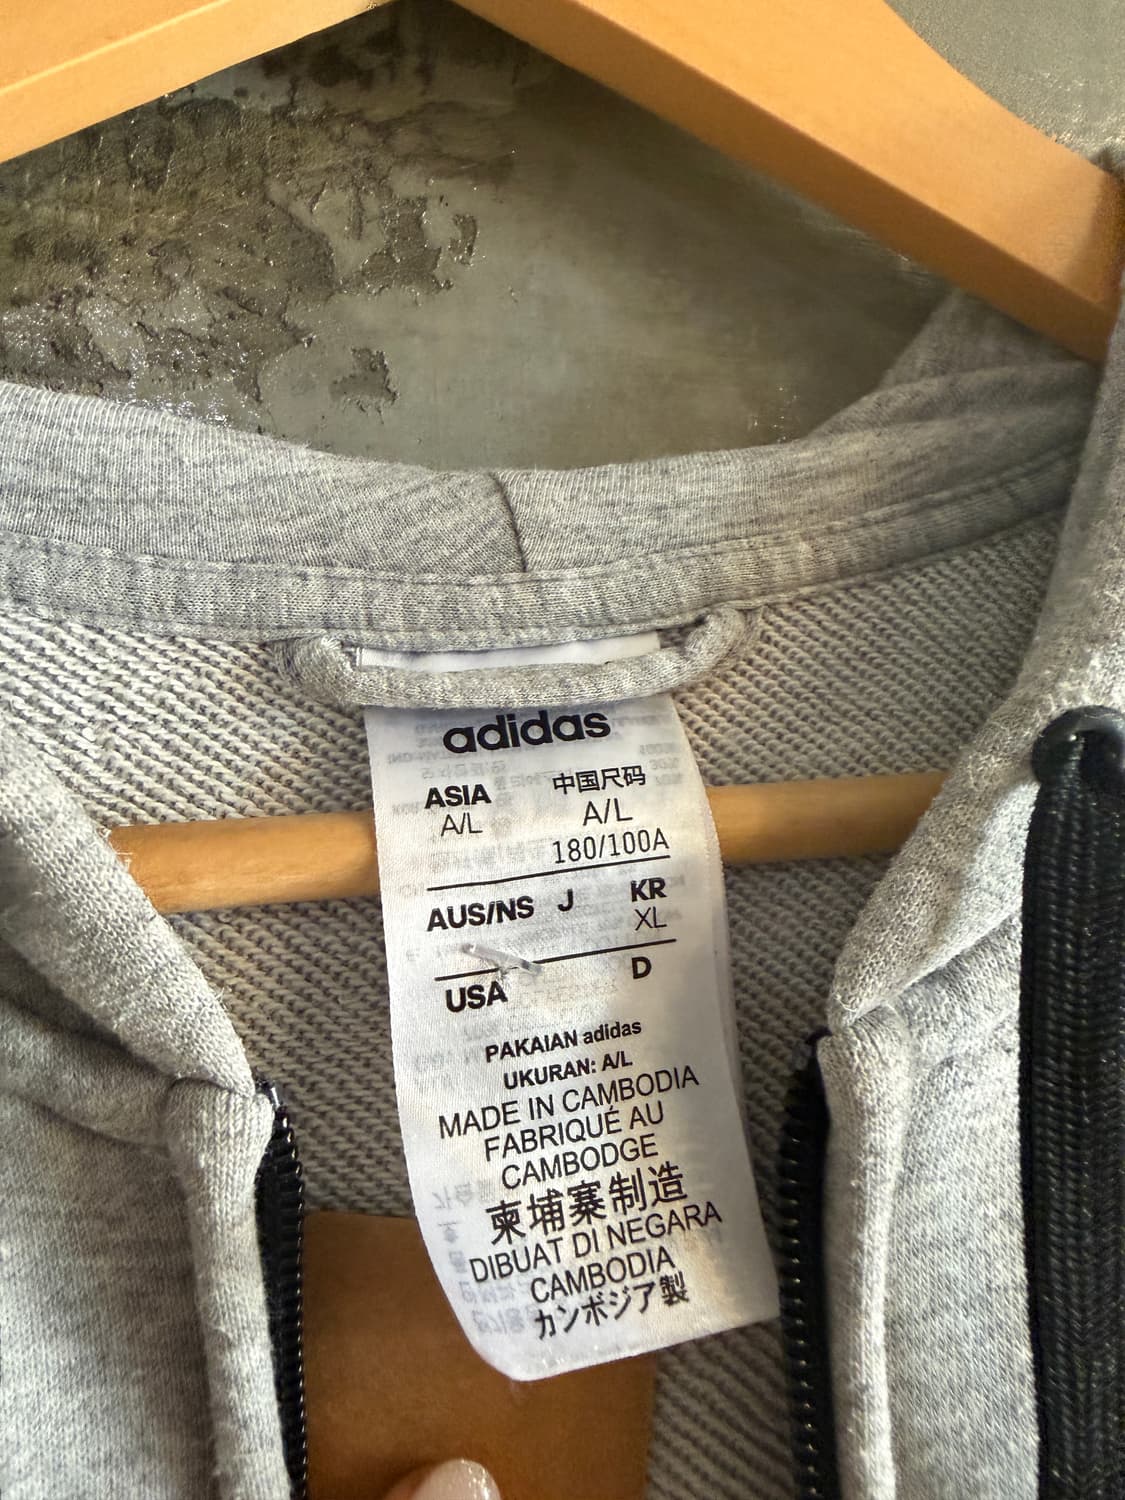 adidas
ASIA 中国尺码
A/L A/L
180/100A
AUS/NS J KR
XL
USA D
PAKAIAN adidas
UKURAN: A/L
MADE IN CAMBODIA
FABRIQUÉ AU
CAMBODGE
柬埔寨制造
DIBUAT DI NEGARA
CAMBODIA
カンボジア製